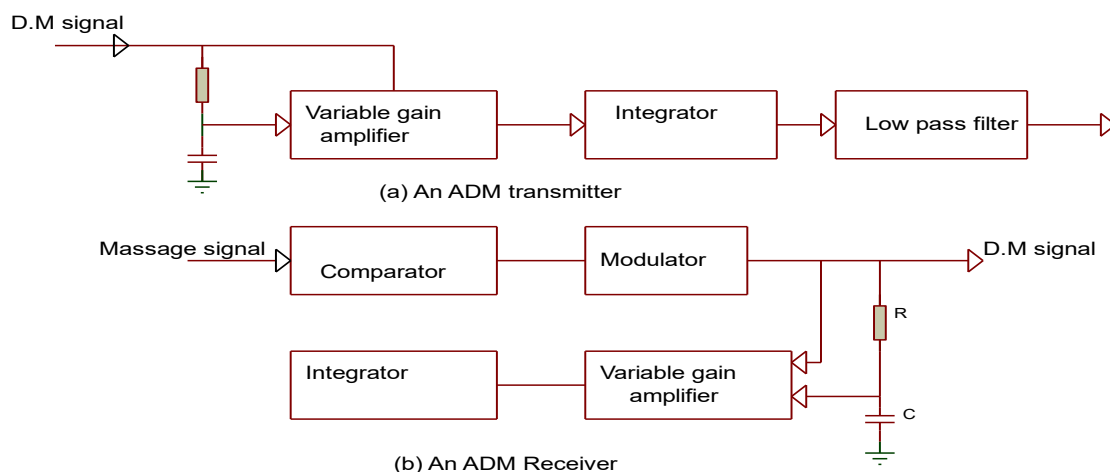 D.M signal
Variable gain
amplifier
Integrator
Low pass filter
(a) An ADM transmitter
Massage signal
Comparator
Modulator
D.M signal
R
Integrator
Variable gain
amplifier
C
(b) An ADM Receiver